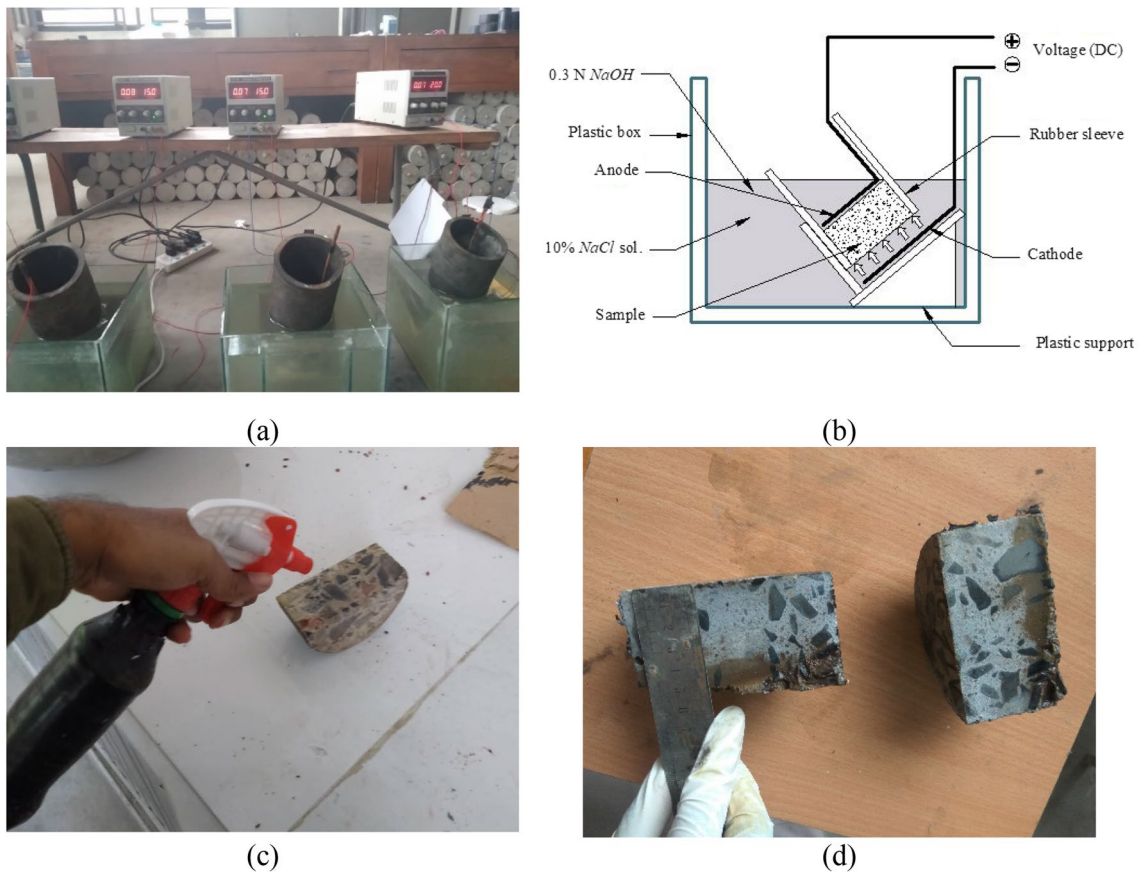 0.08 15.0
0.07 15.0
0.07 20.0
(a)
Voltage (DC)
0.3 N NaOH
Plastic box
Rubber sleeve
Anode
10% NaCl sol.
Cathode
Sample
Plastic support
(b)
(c)
(d)